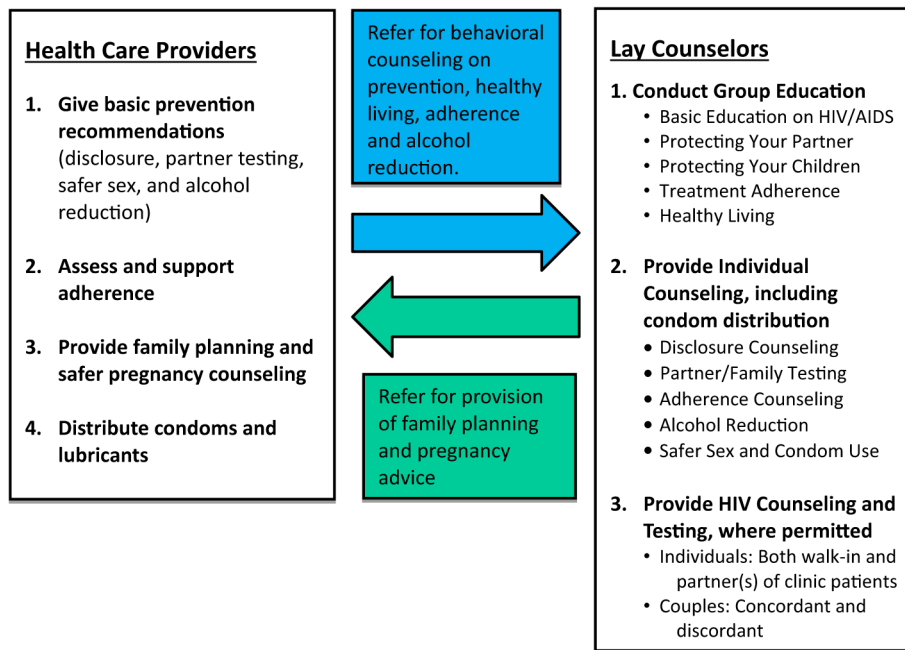 Health Care Providers
1. Give basic prevention
recommendations
(disclosure, partner testing,
safer sex, and alcohol
reduction)
2. Assess and support
adherence
3. Provide family planning and
safer pregnancy counseling
4. Distribute condoms and
lubricants
Refer for behavioral
counseling on
prevention, healthy
living, adherence
and alcohol
reduction.
Refer for provision
of family planning
and pregnancy
advice
Lay Counselors
1. Conduct Group Education
• Basic Education on HIV/AIDS
• Protecting Your Partner
• Protecting Your Children
• Treatment Adherence
• Healthy Living
2. Provide Individual
Counseling, including
condom distribution
• Disclosure Counseling
• Partner/Family Testing
• Adherence Counseling
• Alcohol Reduction
• Safer Sex and Condom Use
3. Provide HIV Counseling and
Testing, where permitted
• Individuals: Both walk-in and
partner(s) of clinic patients
• Couples: Concordant and
discordant